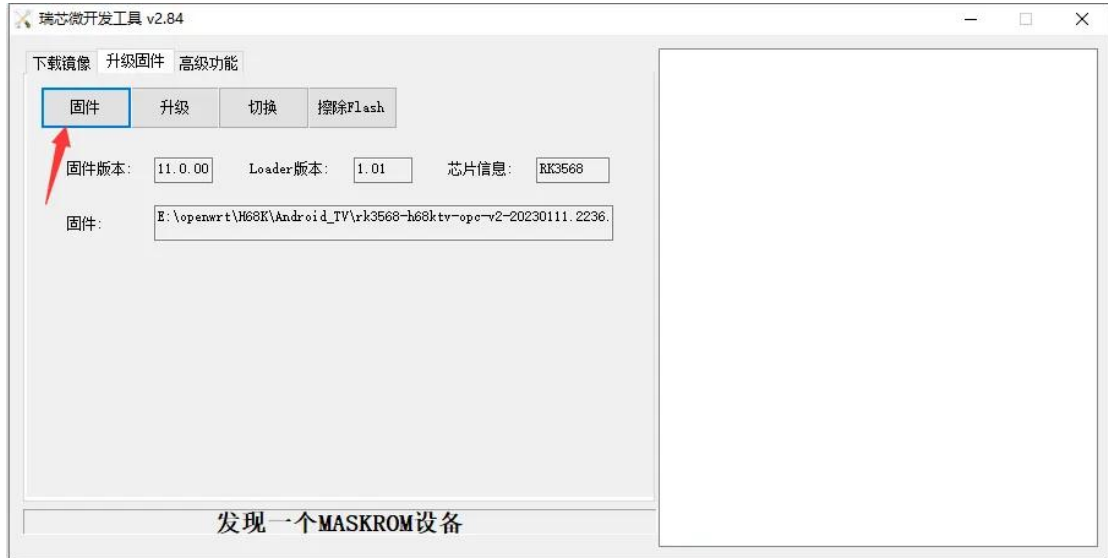 瑞芯微开发工具 v2.84
下载镜像 升级固件 高级功能
固件 升级 切换 擦除Flash
固件版本: 11.0.00 Loader版本: 1.01 芯片信息: RK3568
固件: E:\openwrt\H68K\Android_TV\rk3568-h68ktv-opc-v2-20230111.2236.
发现一个MASKROM设备